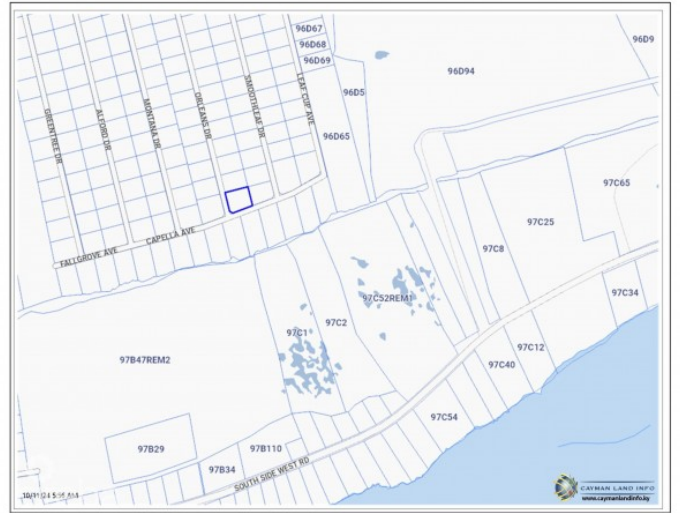 96D67
96D68
96D69
96D9
96D94
96D5
96D65
GREENTREE DR
ALFORD DR
MONTANA DR
ORLEANS DR
SMOOTHLEAF DR
LEAF CUP AVE
FALLGROVE AVE
CAPELLA AVE
97C65
97C25
97C8
97C34
97C52REM1
97C2
97C1
97C12
97C40
97B47REM2
97C54
97B29
97B110
97B34
SOUTH SIDE WEST RD
CAYMAN LAND INFO
www.caymanlandinfo.ky